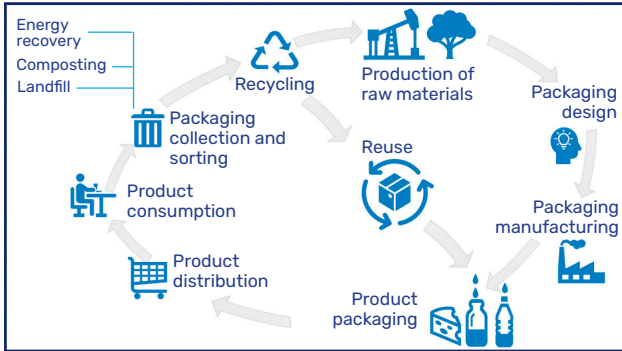 Energy
recovery
Composting
Landfill
Recycling
Production of
raw materials
Packaging
design
Packaging
collection and
sorting
Reuse
Product
consumption
Packaging
manufacturing
Product
distribution
Product
packaging